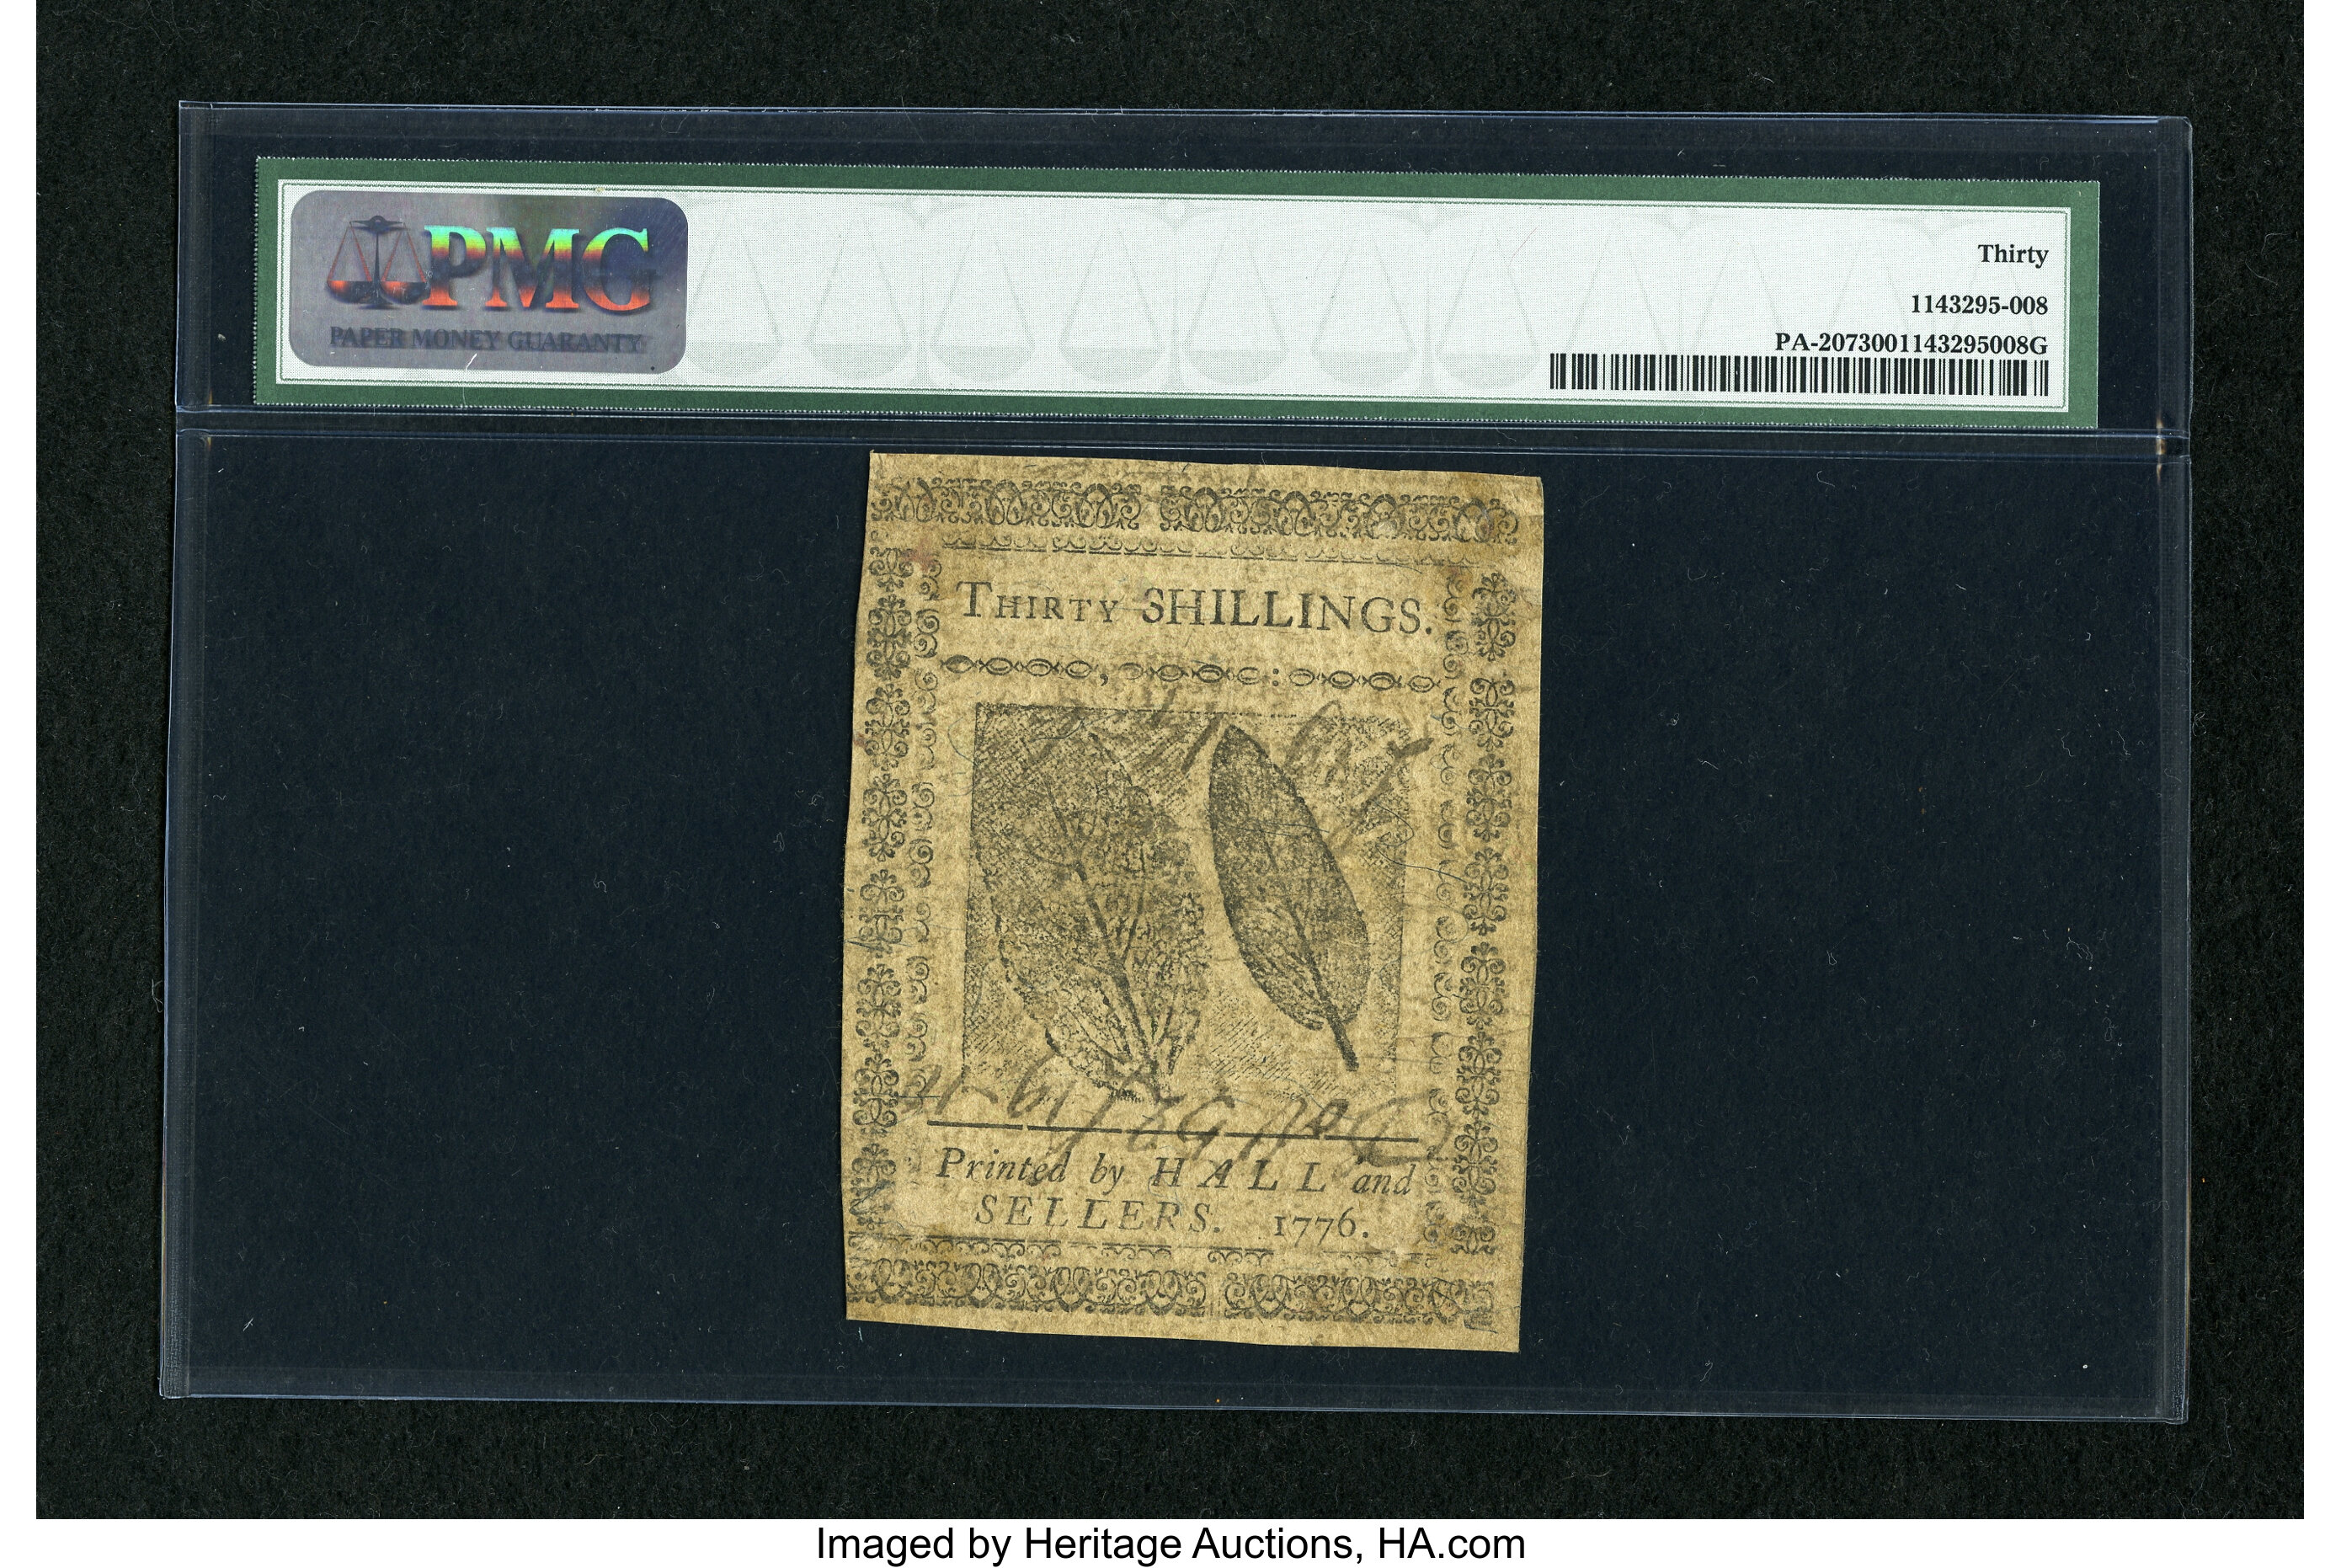 PMG
PAPER MONEY GUARANTY
Thirty
1143295-008
PA-2073001143295008G
THIRTY SHILLINGS.
Printed by HALL and
SELLERS. 1776.
Imaged by Heritage Auctions, HA.com